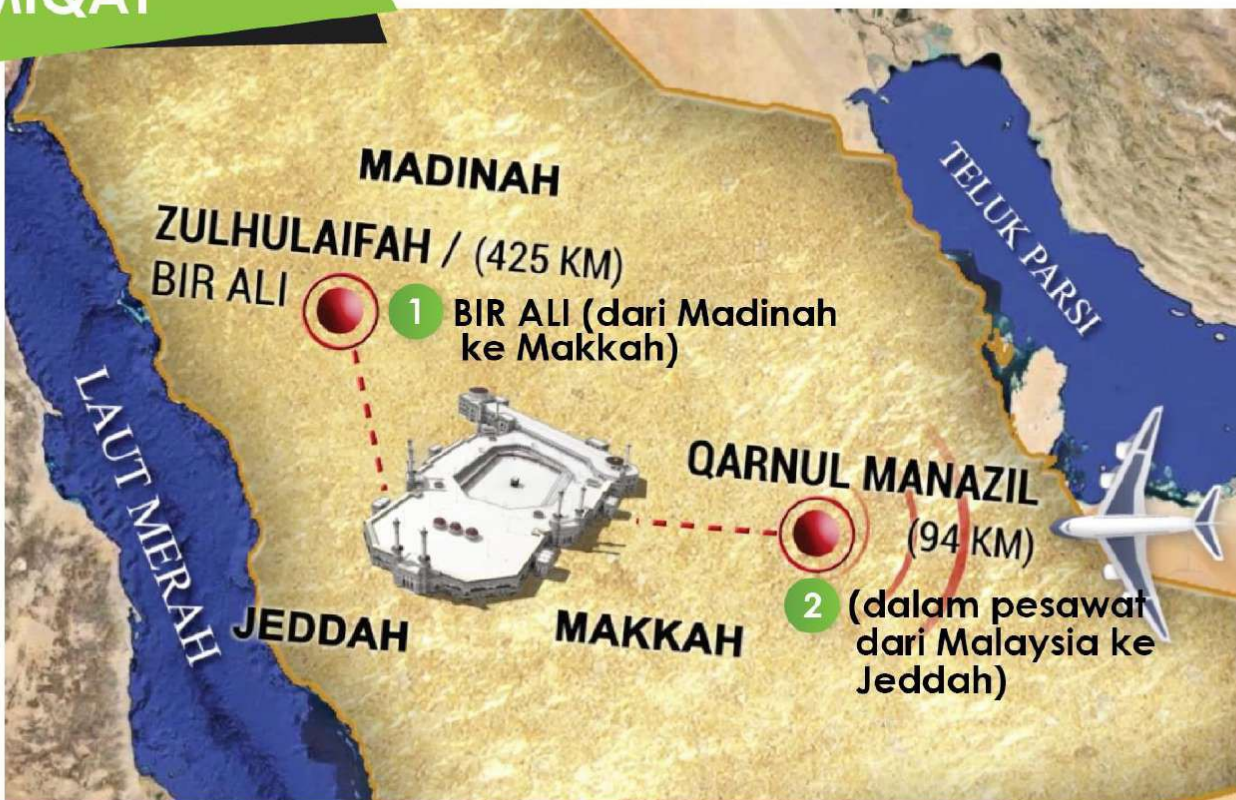 MIQAT
MADINAH
ZULHULAIFAH / (425 KM)
BIR ALI
1 BIR ALI (dari Madinah
ke Makkah)
TELUK PARSI
LAUT MERAH
QARNUL MANAZIL
(94 KM)
2 (dalam pesawat
dari Malaysia ke
Jeddah)
JEDDAH
MAKKAH